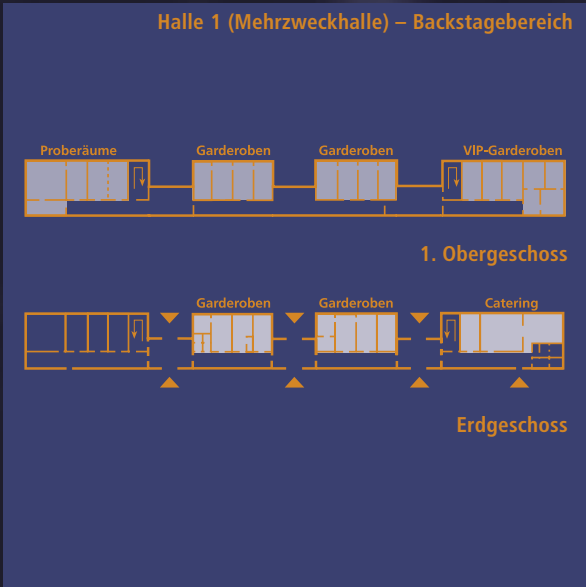 Halle 1 (Mehrzweckhalle) – Backstagebereich
Proberäume Garderoben Garderoben VIP-Garderoben
1. Obergeschoss
Garderoben Garderoben Catering
Erdgeschoss